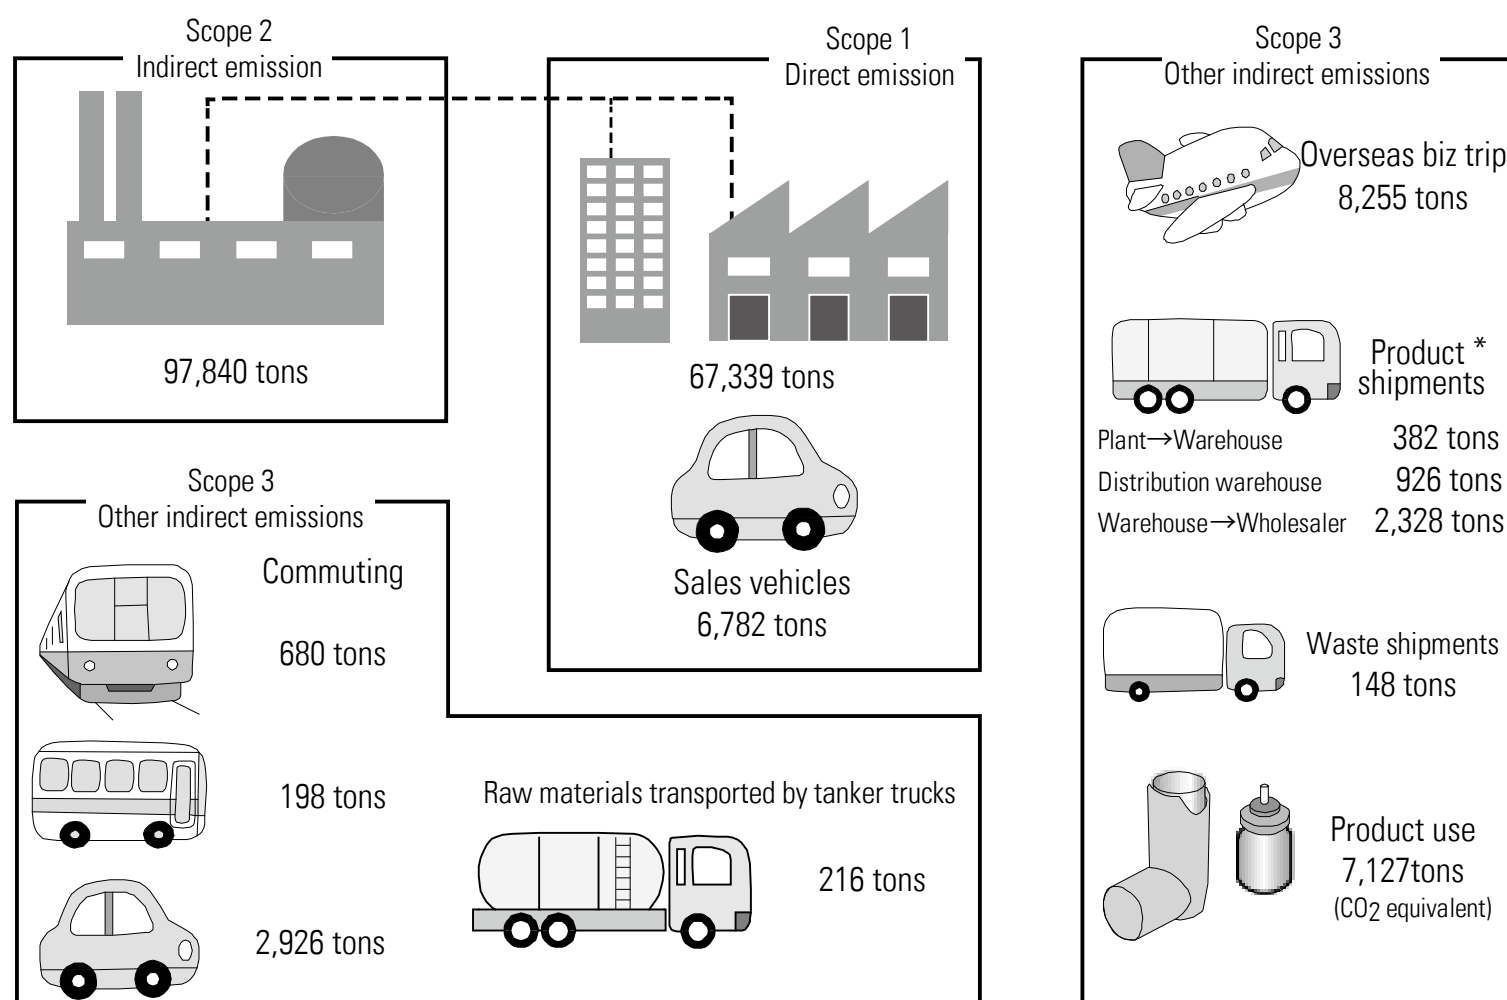 Scope 2
Indirect emission
97,840 tons
Scope 1
Direct emission
67,339 tons
Sales vehicles
6,782 tons
Scope 3
Other indirect emissions
Commuting
680 tons
198 tons
2,926 tons
Raw materials transported by tanker trucks
216 tons
Scope 3
Other indirect emissions
Overseas biz trip
8,255 tons
Product *
shipments
Plant→Warehouse 382 tons
Distribution warehouse 926 tons
Warehouse→Wholesaler 2,328 tons
Waste shipments
148 tons
Product use
7,127tons
(CO2 equivalent)